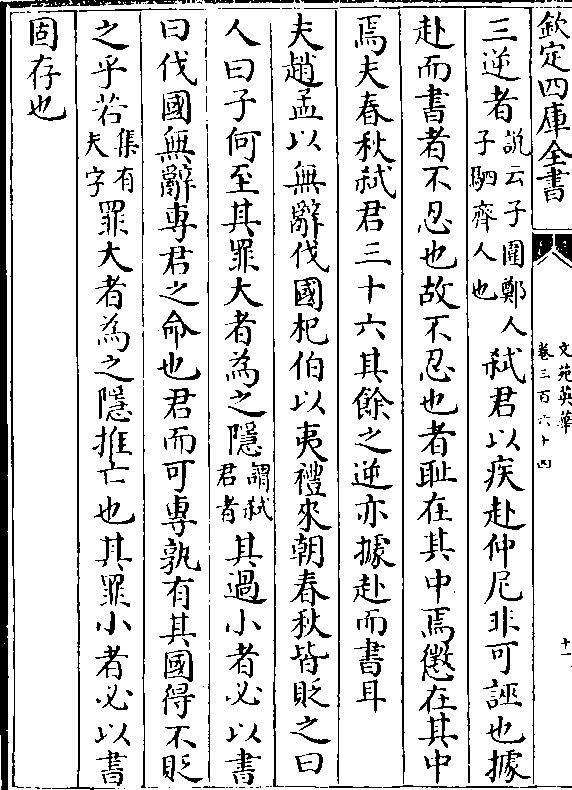 欽定四庫全書
文苑英華
卷三百六十四
十一
三逆者說云子圍鄭人子駟齊人也弑君以疾赴仲尼非可誣也據
赴而書者不忍也故不忍也者耻在其中焉懲在其中
焉夫春秋弑君三十六其餘之逆亦據赴而書耳
夫趙孟以無辭伐國杞伯以夷禮來朝春秋皆貶之曰
人曰子何至其罪大者為之隱謂弑君者其過小者必以書
曰伐國無辭專君之命也君而可專孰有其國得不貶
之乎若集有夫字罪大者為之隱推亡也其罪小者必以書
固存也